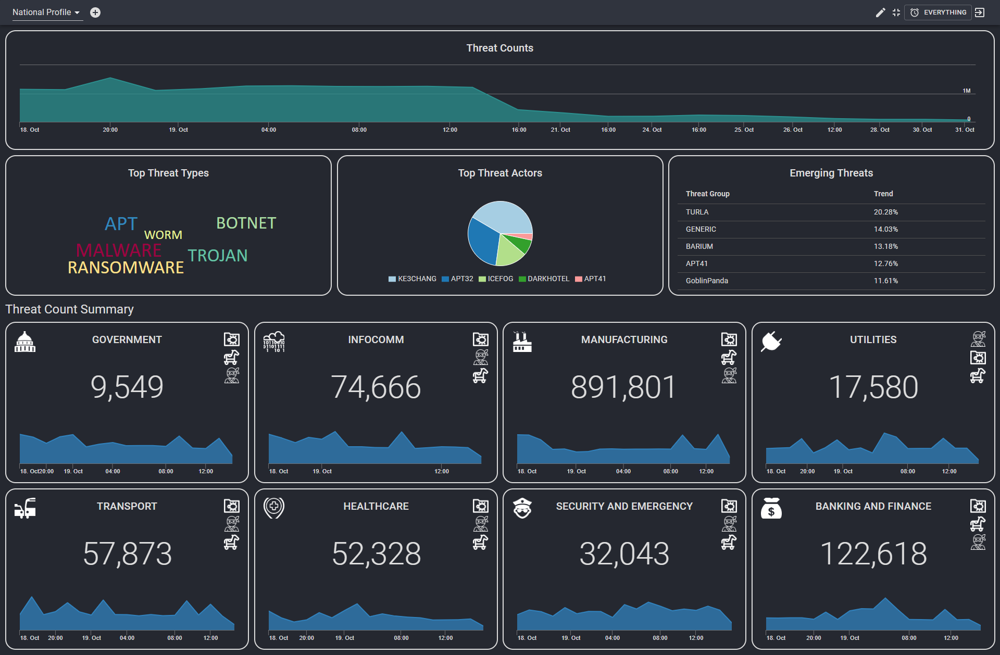 National Profile
EVERYTHING
Threat Counts
1M
0
18. Oct 20:00 19. Oct 04:00 08:00 12:00 16:00 21. Oct 16:00 24. Oct 16:00 25. Oct 26. Oct 12:00 28. Oct 30. Oct 31. Oct
Top Threat Types
APT
BOTNET
WORM
MALWARE
TROJAN
RANSOMWARE
Top Threat Actors
KE3CHANG APT32 ICEFOG DARKHOTEL APT41
Emerging Threats
Threat Group Trend
TURLA 20.28%
GENERIC 14.03%
BARIUM 13.18%
APT41 12.76%
GoblinPanda 11.61%
Threat Count Summary
GOVERNMENT
9,549
18. Oct 20:00 19. Oct 04:00 08:00 12:00
INFOCOMM
74,666
18. Oct 19. Oct 12:00
MANUFACTURING
891,801
18. Oct 19. Oct 04:00 08:00 12:00
UTILITIES
17,580
18. Oct 20:00 19. Oct 08:00 12:00
TRANSPORT
57,873
18. Oct 20:00 19. Oct 04:00 08:00 12:00
HEALTHCARE
52,328
18. Oct 20:00 19. Oct 08:00 12:00
SECURITY AND EMERGENCY
32,043
18. Oct 19. Oct 04:00 08:00 12:00
BANKING AND FINANCE
$
122,618
18. Oct 20:00 19. Oct 08:00 12:00